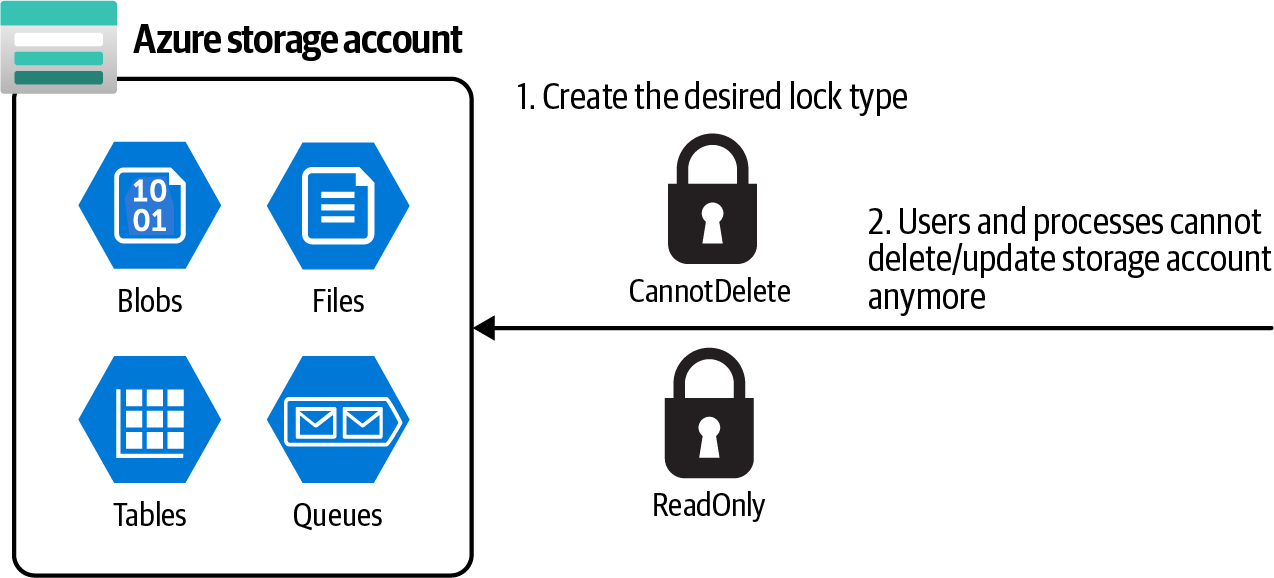 Azure storage account
1. Create the desired lock type
10
01
2. Users and processes cannot
delete/update storage account
anymore
Blobs
Files
CannotDelete
Tables
Queues
ReadOnly